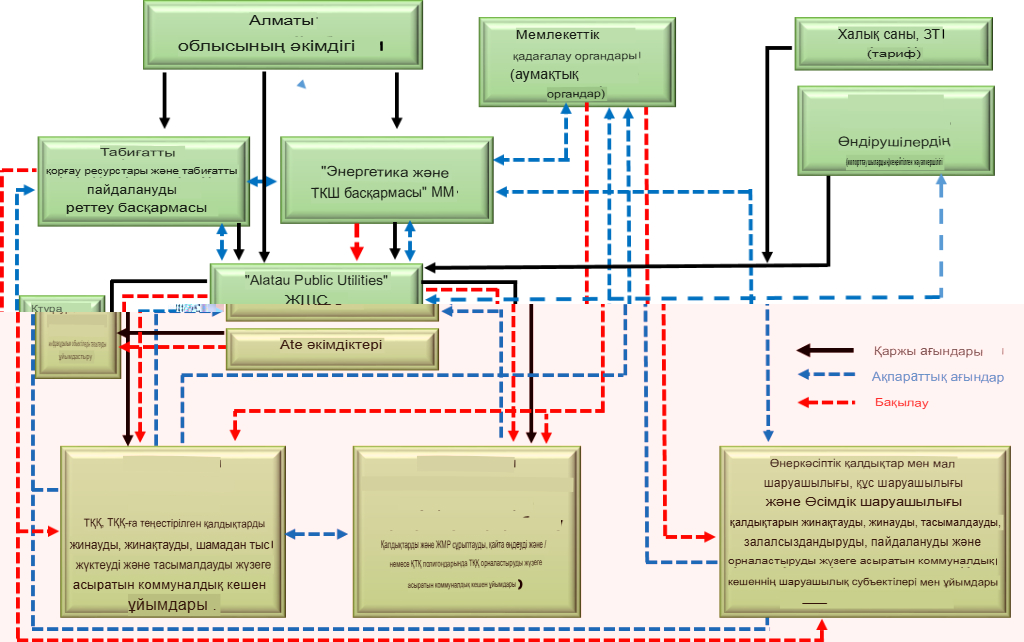 Алматы
облысының әкімдігі
Мемлекеттік
қадағалау органдары
(аумақтық
органдар)
Халық саны, ЗТІ
(тариф)
Өндірушілердің
Табиғатты
қорғау ресурстары және табиғатты
пайдалануды
реттеу басқармасы
"Энергетика және
ТКШ басқармасы" ММ
"Alatau Public Utilities"
ЖШС
ұйымдастыру
Ate әкімдіктері
Қаржы ағындары
Ақпараттық ағындар
Бақылау
ТҚҚ, ТҚҚ-ға теңестірілген қалдықтарды
жинауды, жинақтауды, шамадан тыс
жүктеуді және тасымалдауды жүзеге
асыратын коммуналдық кешен
ұйымдары .
Қалдықтарды және ЖМР сұрыптауды, қайта өңдеуді және /
немесе ҚТҚ полигондарында ТҚҚ орналастыруды жүзеге
асыратын коммуналдық кешен ұйымдары
Өнеркәсіптік қалдықтар мен мал
шаруашылығы, құс шаруашылығы
және Өсімдік шаруашылығы
қалдықтарын жинақтауды, жинауды, тасымалдауды,
залалсыздандыруды, пайдалануды және
орналастыруды жүзеге асыратын коммуналдық
кешеннің шаруашылық субъектілері мен ұйымдары